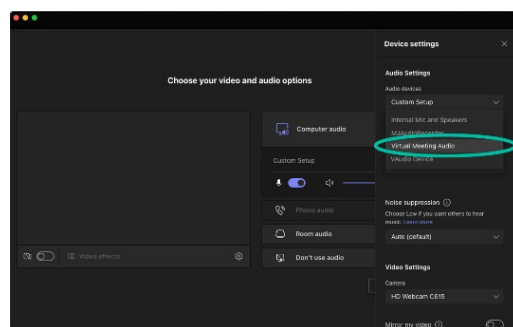 Device settings
Choose your video and audio options
Audio Settings
Audio devices
Custom Setup
Internal Mic and Speakers
Virtual Meeting Audio
VAudio Device
Computer audio
Custom Setup
Phone audio
Room audio
Don't use audio
Video effects
Noise suppression
Choose Low if you want others to hear
music. Learn more
Auto (default)
Video Settings
Camera
HD Webcam C615
Mirror my video